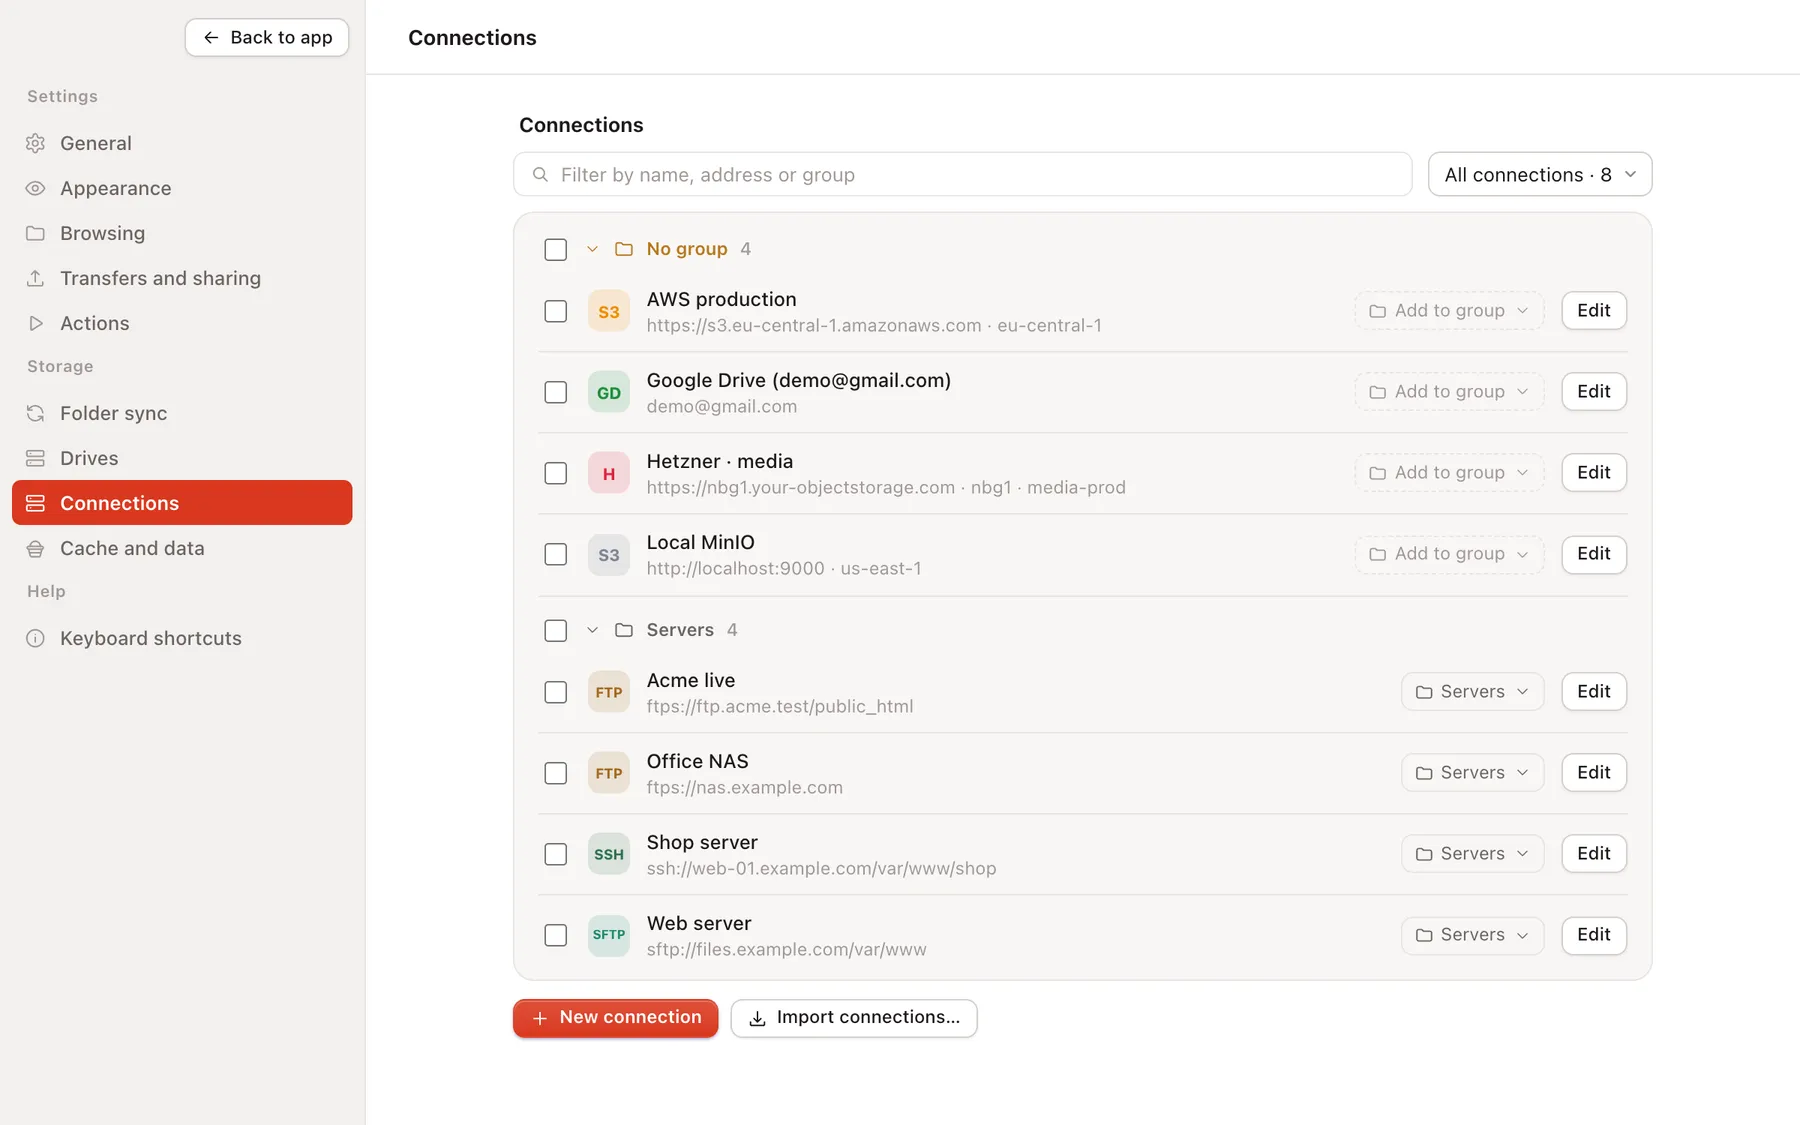 Back to app
Settings
General
Appearance
Browsing
Transfers and sharing
Actions
Storage
Folder sync
Drives
Connections
Cache and data
Help
Keyboard shortcuts
Connections
Connections
Filter by name, address or group
All connections · 8
No group 4
S3
AWS production
https://s3.eu-central-1.amazonaws.com · eu-central-1
Add to group
Edit
GD
Google Drive (demo@gmail.com)
demo@gmail.com
Add to group
Edit
H
Hetzner · media
https://nbg1.your-objectstorage.com · nbg1 · media-prod
Add to group
Edit
S3
Local MinIO
http://localhost:9000 · us-east-1
Add to group
Edit
Servers 4
FTP
Acme live
ftps://ftp.acme.test/public_html
Servers
Edit
FTP
Office NAS
ftps://nas.example.com
Servers
Edit
SSH
Shop server
ssh://web-01.example.com/var/www/shop
Servers
Edit
SFTP
Web server
sftp://files.example.com/var/www
Servers
Edit
New connection
Import connections...